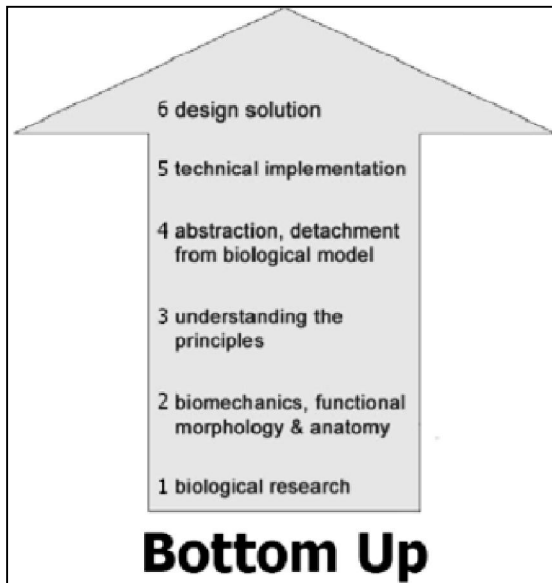 6 design solution
5 technical implementation
4 abstraction, detachment
from biological model
3 understanding the
principles
2 biomechanics, functional
morphology & anatomy
1 biological research
Bottom Up